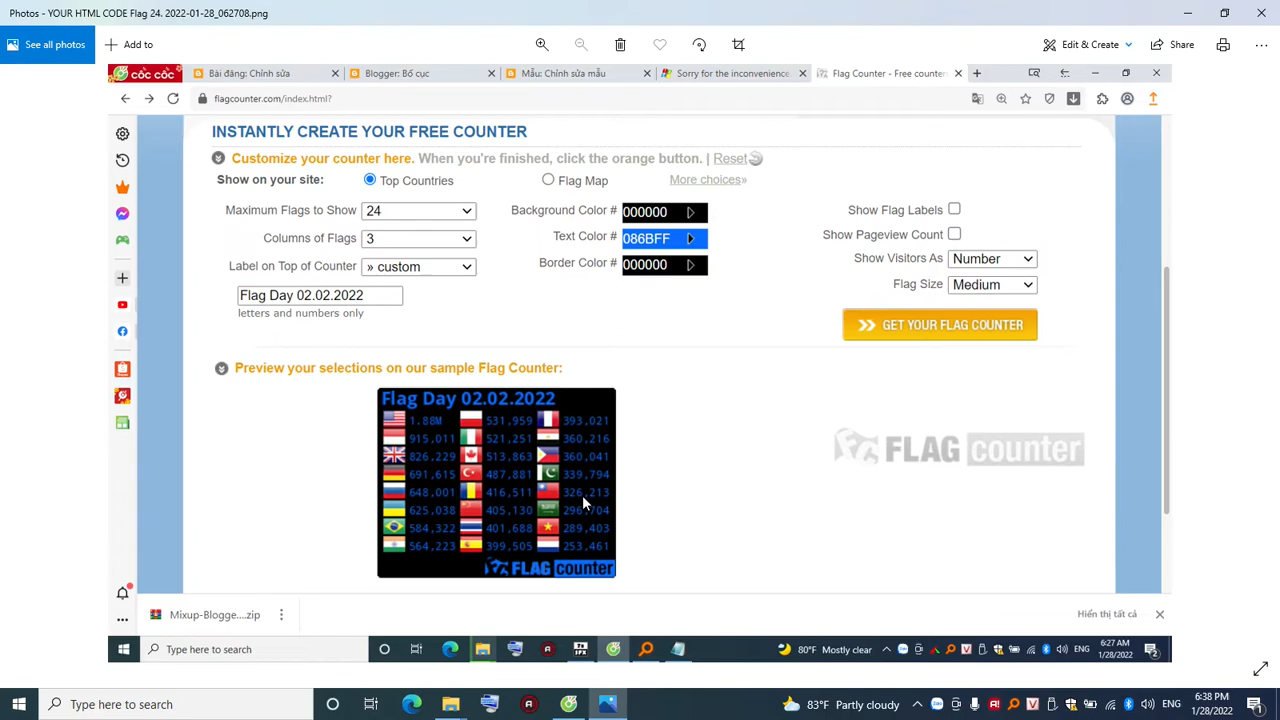 Photos - YOUR HTML CODE Flag 24. 2022-01-28_062708.png
See all photos
Add to
Edit & Create
Share
CỐC CỐC
Bài đăng: Chỉnh sửa
Blogger: Bố cục
Mẫu: Chỉnh sửa mẫu
Sorry for the inconvenience.
Flag Counter - Free counter
flagcounter.com/index.html?
INSTANTLY CREATE YOUR FREE COUNTER
Customize your counter here. When you're finished, click the orange button. | Reset
Show on your site: Top Countries Flag Map More choices»
Maximum Flags to Show 24 Background Color # 000000 Show Flag Labels
Columns of Flags 3 Text Color # 086BFF Show Pageview Count
Label on Top of Counter » custom Border Color # 000000 Show Visitors As Number
Flag Size Medium
Flag Day 02.02.2022
letters and numbers only
GET YOUR FLAG COUNTER
Preview your selections on our sample Flag Counter:
Flag Day 02.02.2022
1.88M 531,959 393,021
915,011 521,251 360,216
826,229 513,863 360,041
691,615 487,881 339,794
648,001 416,511 326,213
625,038 405,130 296,704
584,322 401,688 289,403
564,223 399,505 253,461
FLAG counter
FLAG counter
Mixup-Blogge....zip
Hiển thị tất cả
Type here to search
80°F Mostly clear
6:27 AM
1/28/2022
2
Type here to search
83°F Partly cloudy
6:38 PM
1/28/2022
1